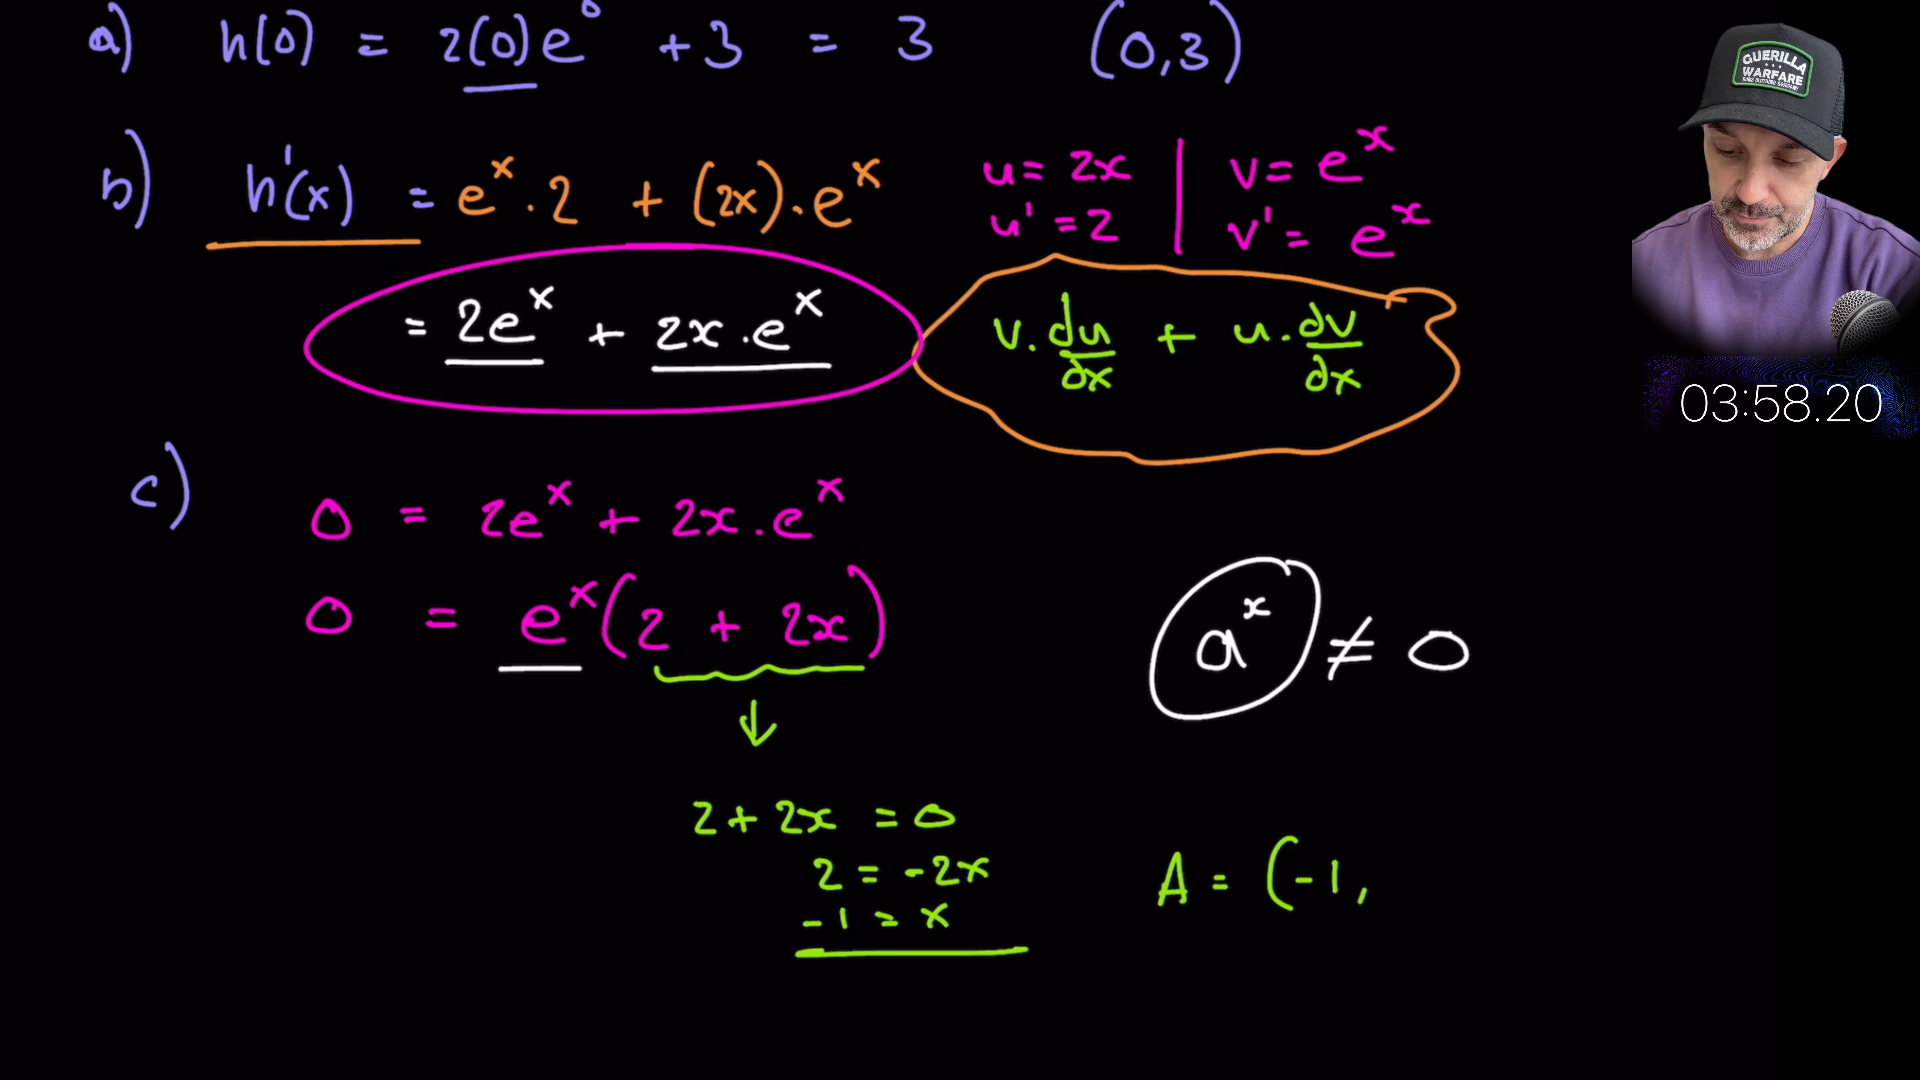 a) h(0) = 2(0)e⁰ + 3 = 3 (0,3)
b) h'(x) = eˣ · 2 + (2x) · eˣ
u = 2x | v = eˣ
u' = 2 | v' = eˣ
= 2eˣ + 2x · eˣ
v · du/dx + u · dv/dx
c)
0 = 2eˣ + 2x · eˣ
0 = eˣ(2 + 2x)
aˣ ≠ 0
↓
2 + 2x = 0
2 = -2x
-1 = x
A = (-1,
GUERILLA
WARFARE
03:58.20